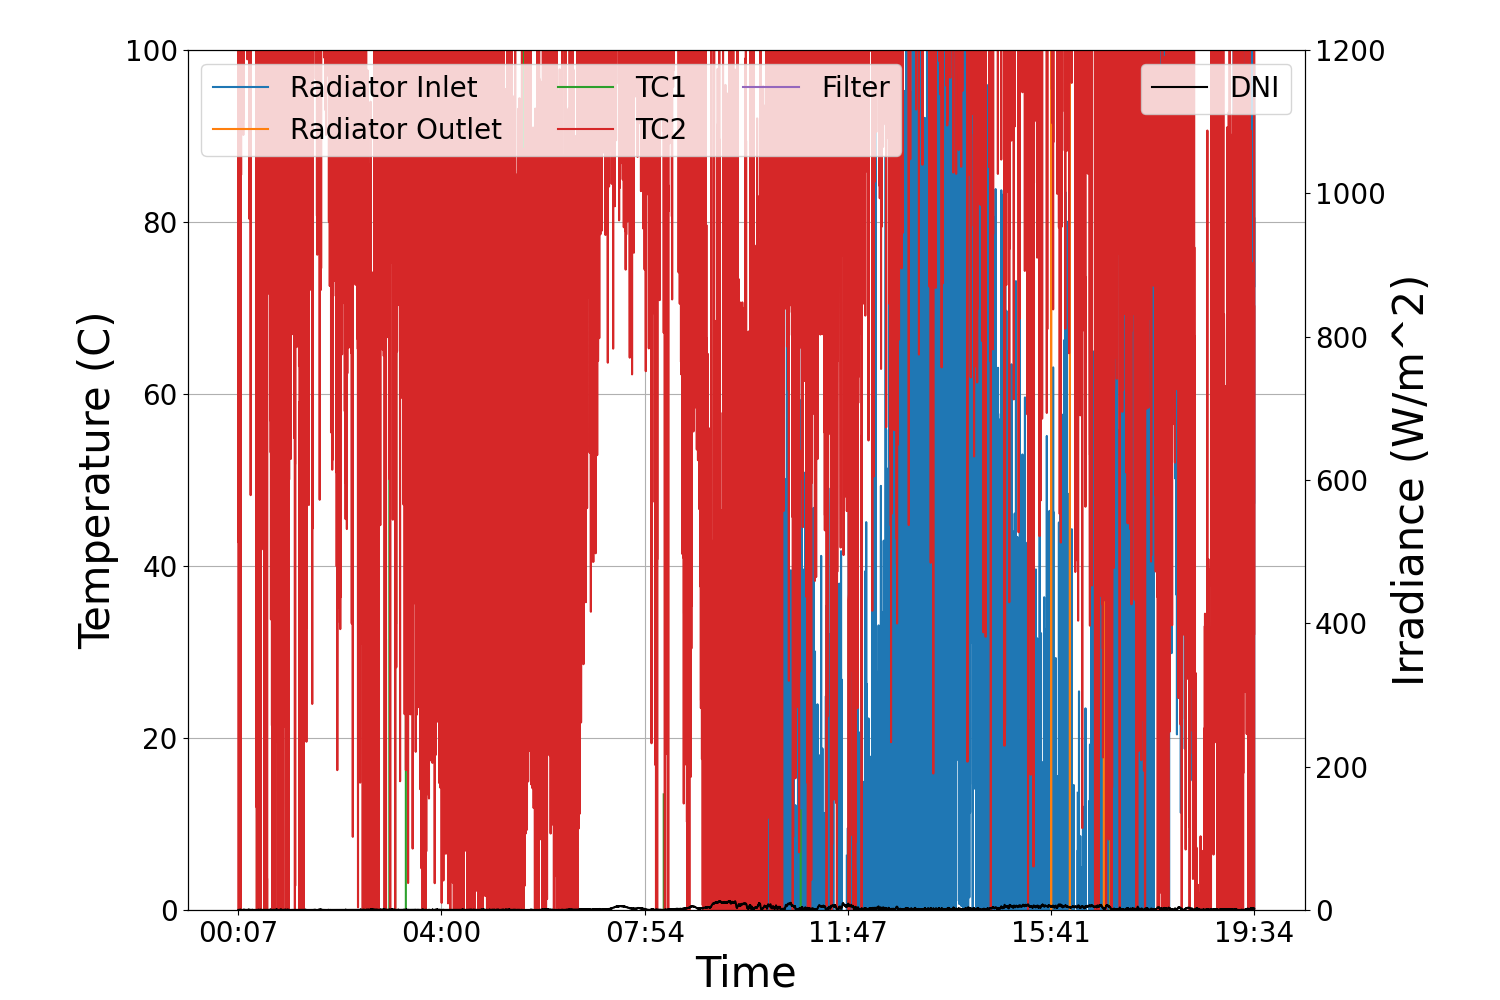 100
80
60
40
20
0
Temperature (C)
Radiator Inlet
Radiator Outlet
TC1
TC2
Filter
DNI
1200
1000
800
600
400
200
0
Irradiance (W/m^2)
00:07 04:00 07:54 11:47 15:41 19:34
Time